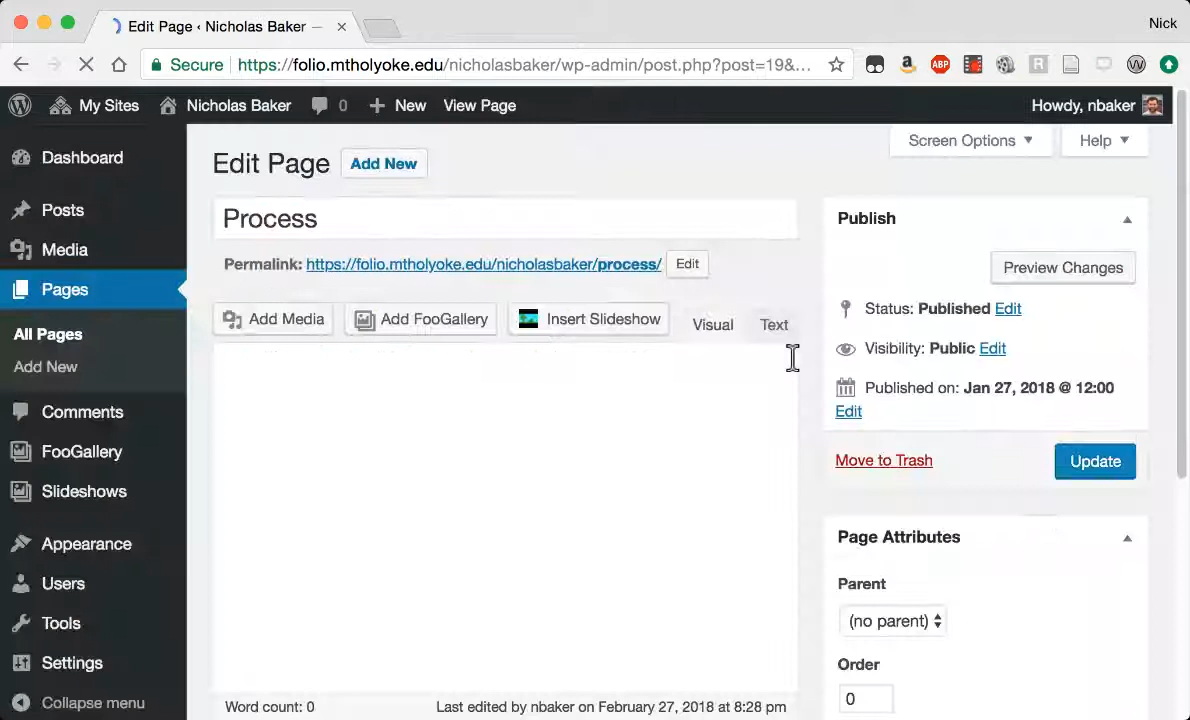 Edit Page ‹ Nicholas Baker —
Nick
Secure
https://folio.mtholyoke.edu/nicholasbaker/wp-admin/post.php?post=19&...
ABP
R
My Sites
Nicholas Baker
0
New
View Page
Howdy, nbaker
Dashboard
Posts
Media
Pages
All Pages
Add New
Comments
FooGallery
Slideshows
Appearance
Users
Tools
Settings
Collapse menu
Screen Options
Help
Edit Page
Add New
Process
Permalink: https://folio.mtholyoke.edu/nicholasbaker/process/
Edit
Add Media
Add FooGallery
Insert Slideshow
Visual
Text
Word count: 0
Last edited by nbaker on February 27, 2018 at 8:28 pm
Publish
Preview Changes
Status: Published Edit
Visibility: Public Edit
Published on: Jan 27, 2018 @ 12:00
Edit
Move to Trash
Update
Page Attributes
Parent
(no parent)
Order
0